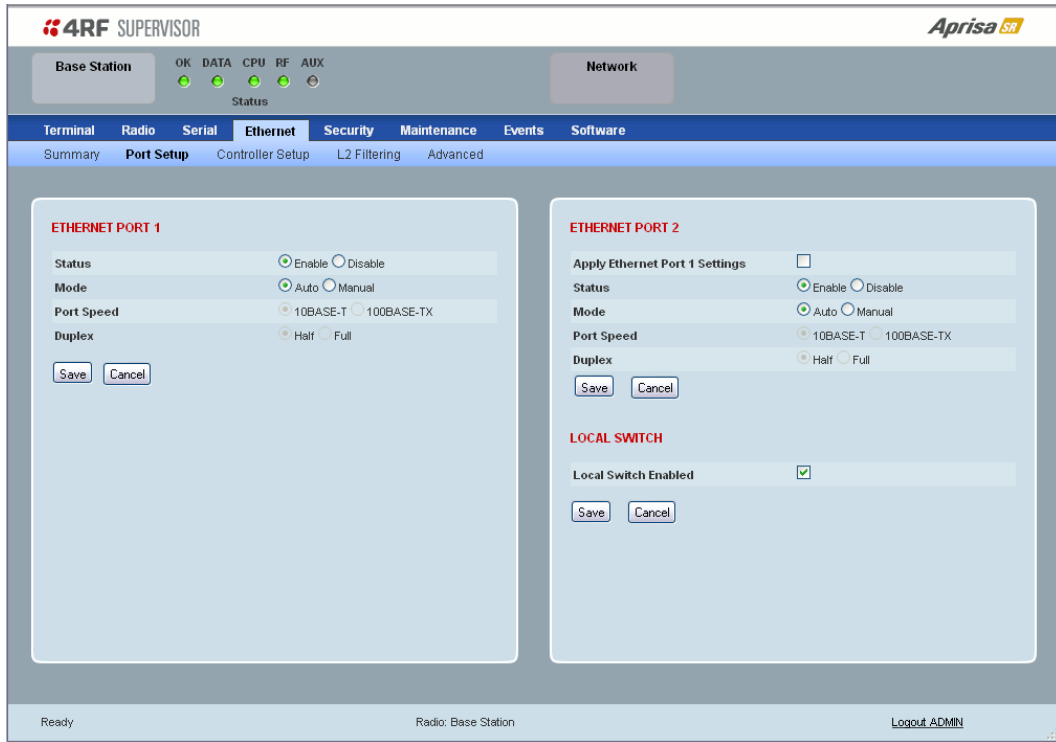 4RF SUPERVISOR
Aprisa SR
Base Station
OK DATA CPU RF AUX
Status
Network
Terminal Radio Serial Ethernet Security Maintenance Events Software
Summary Port Setup Controller Setup L2 Filtering Advanced
ETHERNET PORT 1
Status Enable Disable
Mode Auto Manual
Port Speed 10BASE-T 100BASE-TX
Duplex Half Full
Save Cancel
ETHERNET PORT 2
Apply Ethernet Port 1 Settings
Status Enable Disable
Mode Auto Manual
Port Speed 10BASE-T 100BASE-TX
Duplex Half Full
Save Cancel
LOCAL SWITCH
Local Switch Enabled
Save Cancel
Ready Radio: Base Station Logout ADMIN